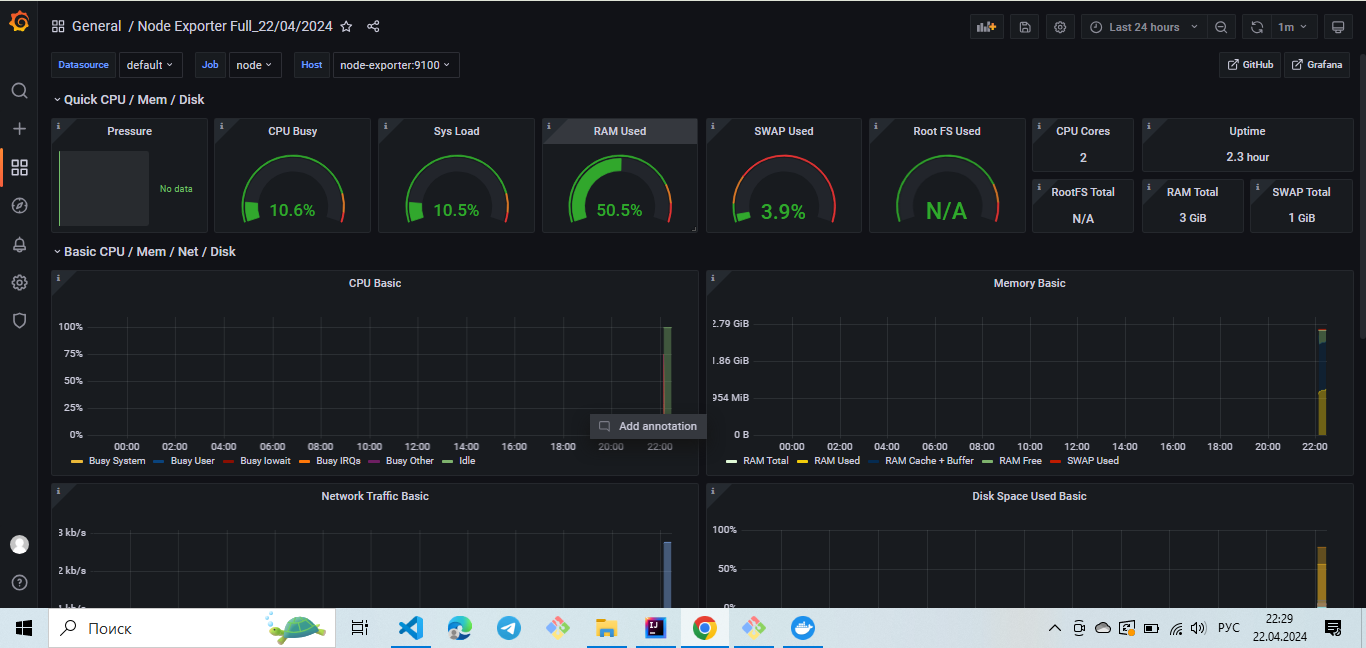 General / Node Exporter Full_22/04/2024
Last 24 hours
1m
Datasource default Job node Host node-exporter:9100
GitHub Grafana
Quick CPU / Mem / Disk
Pressure
No data
CPU Busy
10.6%
Sys Load
10.5%
RAM Used
50.5%
SWAP Used
3.9%
Root FS Used
N/A
CPU Cores
2
Uptime
2.3 hour
RootFS Total
N/A
RAM Total
3 GiB
SWAP Total
1 GiB
Basic CPU / Mem / Net / Disk
CPU Basic
100%
75%
50%
25%
0%
00:00 02:00 04:00 06:00 08:00 10:00 12:00 14:00 16:00 18:00 20:00 22:00
Busy System Busy User Busy Iowait Busy IRQs Busy Other Idle
Add annotation
Memory Basic
2.79 GiB
1.86 GiB
954 MiB
0 B
00:00 02:00 04:00 06:00 08:00 10:00 12:00 14:00 16:00 18:00 20:00 22:00
RAM Total RAM Used RAM Cache + Buffer RAM Free SWAP Used
Network Traffic Basic
3 kb/s
2 kb/s
1 kb/s
Disk Space Used Basic
100%
50%
0%
Поиск
РУС
22:29
22.04.2024